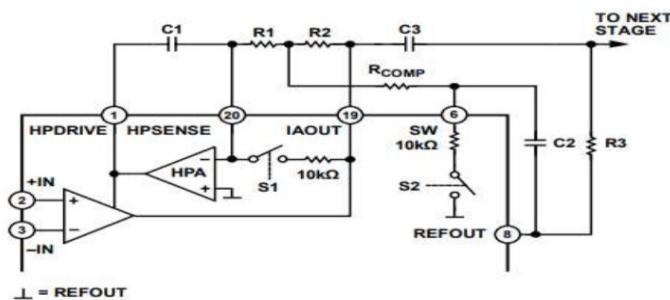 TO NEXT
STAGE
C1
R1
R2
C3
RCOMP
1
20
19
6
HPDRIVE
HPSENSE
IAOUT
SW
10kΩ
C2
R3
HPA
–
+
S1
10kΩ
S2
+IN
2
+
3
–
–IN
REFOUT
8
⊥ = REFOUT